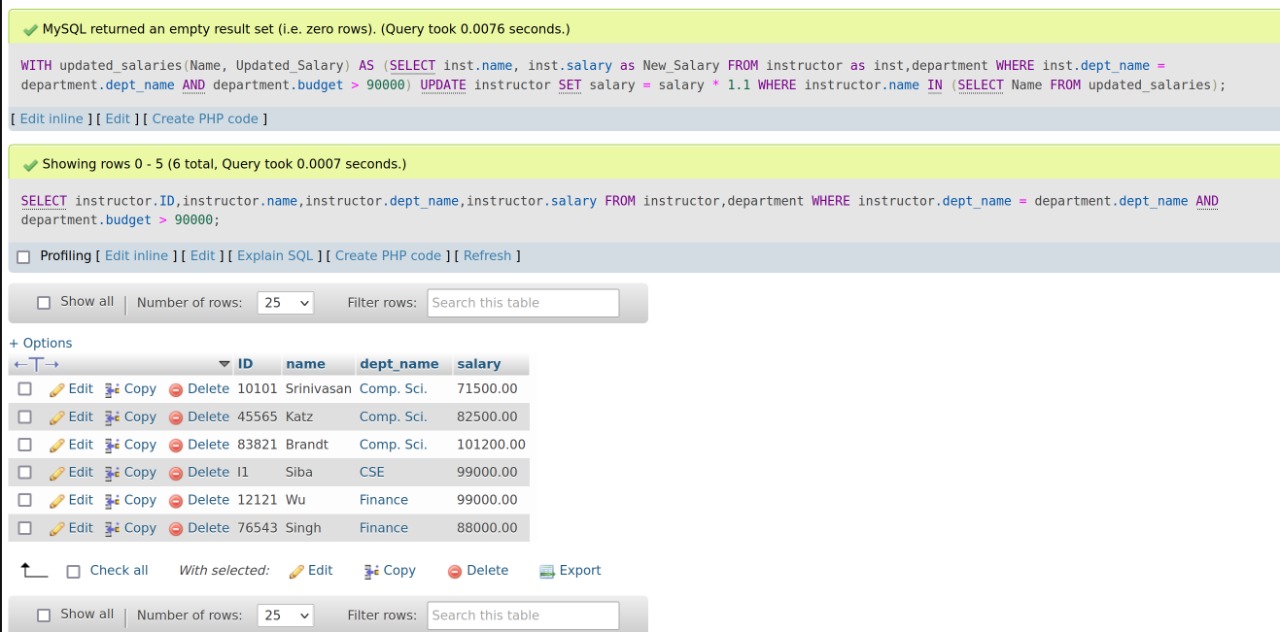 MySQL returned an empty result set (i.e. zero rows). (Query took 0.0076 seconds.)
WITH updated_salaries(Name, Updated_Salary) AS (SELECT inst.name, inst.salary as New_Salary FROM instructor as inst,department WHERE inst.dept_name =
department.dept_name AND department.budget > 90000) UPDATE instructor SET salary = salary * 1.1 WHERE instructor.name IN (SELECT Name FROM updated_salaries);
[ Edit inline ] [ Edit ] [ Create PHP code ]
Showing rows 0 - 5 (6 total, Query took 0.0007 seconds.)
SELECT instructor.ID,instructor.name,instructor.dept_name,instructor.salary FROM instructor,department WHERE instructor.dept_name = department.dept_name AND
department.budget > 90000;
Profiling [ Edit inline ] [ Edit ] [ Explain SQL ] [ Create PHP code ] [ Refresh ]
Show all | Number of rows: 25 Filter rows: Search this table
+ Options
←T→ ID name dept_name salary
Edit Copy Delete 10101 Srinivasan Comp. Sci. 71500.00
Edit Copy Delete 45565 Katz Comp. Sci. 82500.00
Edit Copy Delete 83821 Brandt Comp. Sci. 101200.00
Edit Copy Delete I1 Siba CSE 99000.00
Edit Copy Delete 12121 Wu Finance 99000.00
Edit Copy Delete 76543 Singh Finance 88000.00
Check all With selected: Edit Copy Delete Export
Show all | Number of rows: 25 Filter rows: Search this table